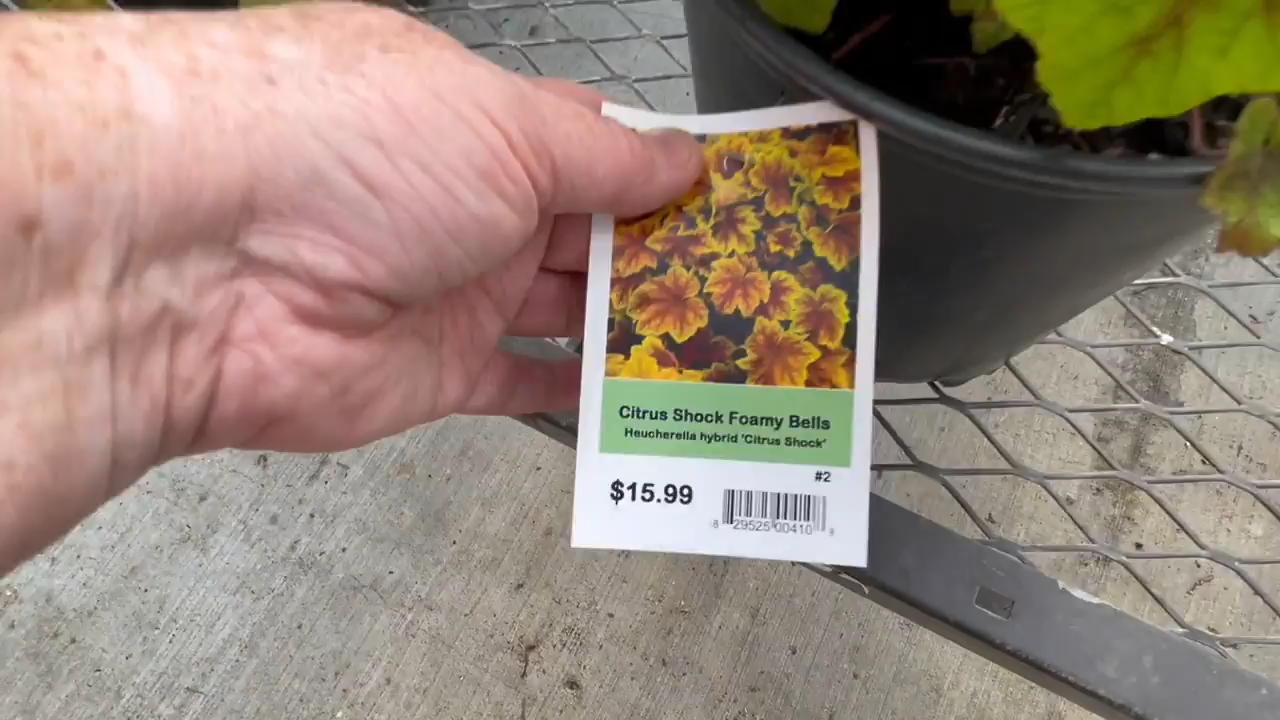 Citrus Shock Foamy Bells
Heucherella hybrid 'Citrus Shock'
#2
$15.99
8 29525 00410 9